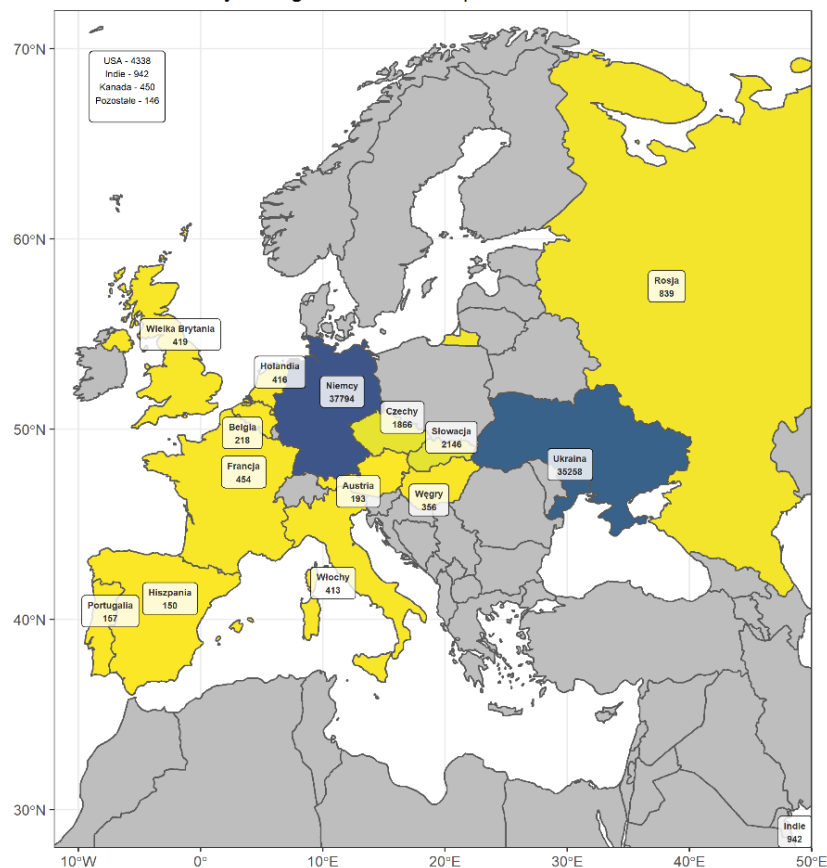 70°N
USA - 4338
Indie - 942
Kanada - 450
Pozostałe - 146
60°N
Rosja
839
Wielka Brytania
419
Holandia
416
Niemcy
37794
Czechy
1866
Belgia
218
Słowacja
2146
50°N
Francja
454
Ukraina
35258
Austria
193
Węgry
356
Włochy
413
Hiszpania
150
Portugalia
157
40°N
30°N
Indie
942
10°W 0° 10°E 20°E 30°E 40°E 50°E